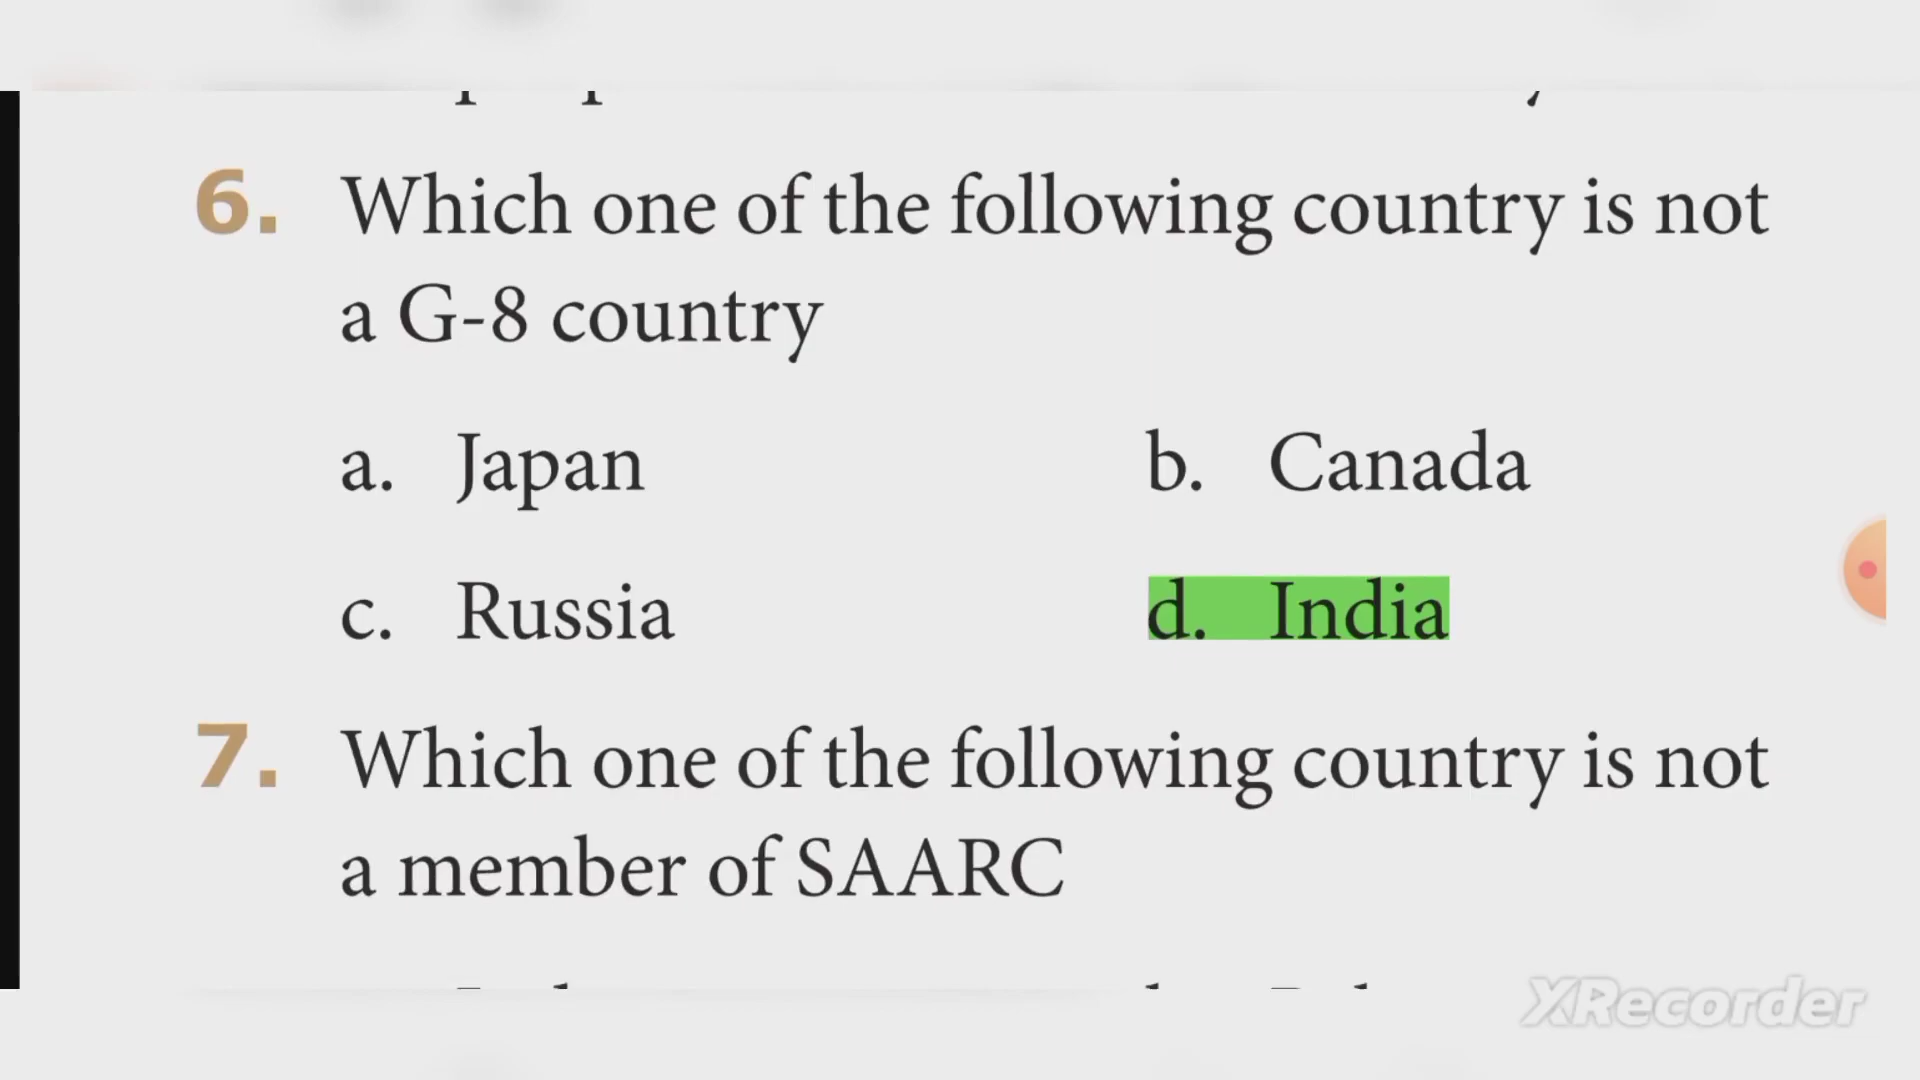 6. Which one of the following country is not
a G-8 country
a. Japan b. Canada
c. Russia d. India
7. Which one of the following country is not
a member of SAARC
XRecorder